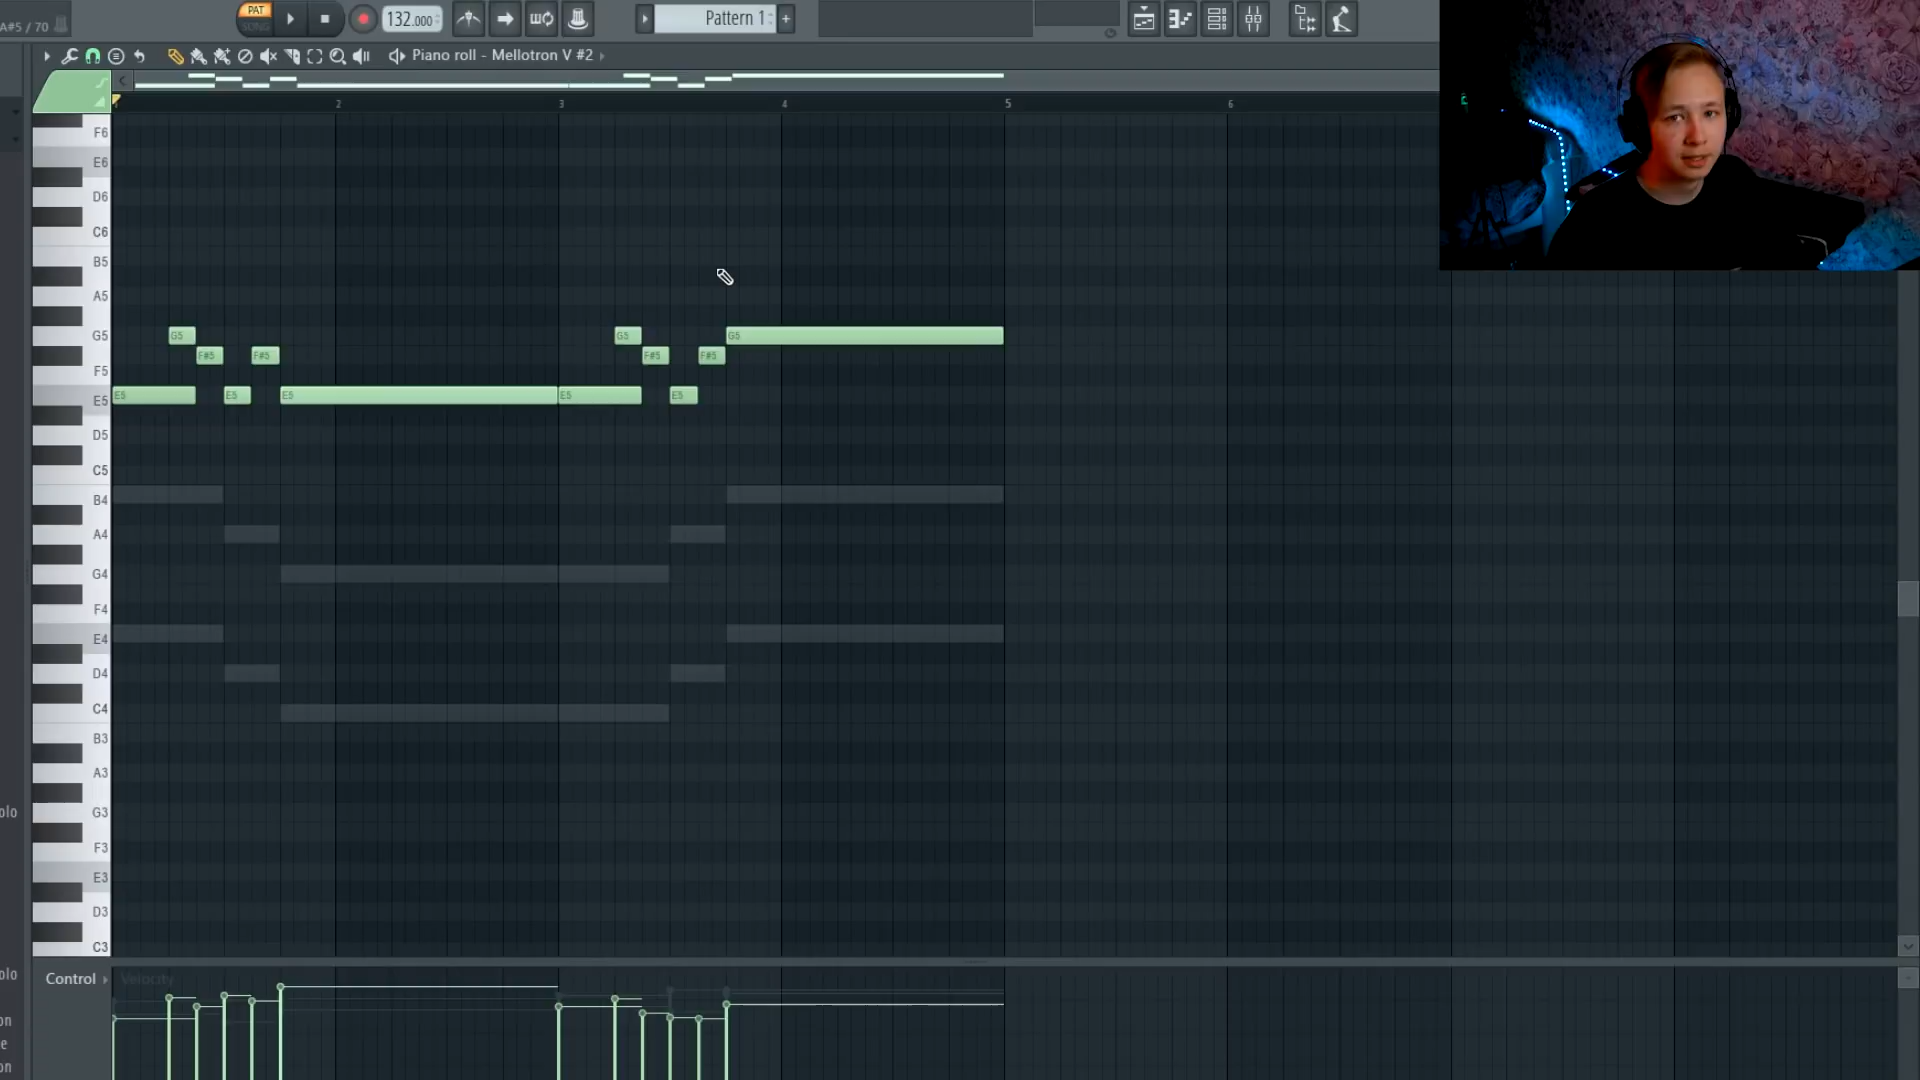 A#5 / 70
PAT
SONG
132.000
Pattern 1
+
Piano roll - Mellotron V #2
2
3
4
5
6
F6
E6
D6
C6
B5
A5
G5
F5
E5
D5
C5
B4
A4
G4
F4
E4
D4
C4
B3
A3
G3
F3
E3
D3
C3
G5
G5
G5
F#5
F#5
F#5
F#5
E5
E5
E5
E5
E5
olo
olo
on
e
on
Control
Velocity